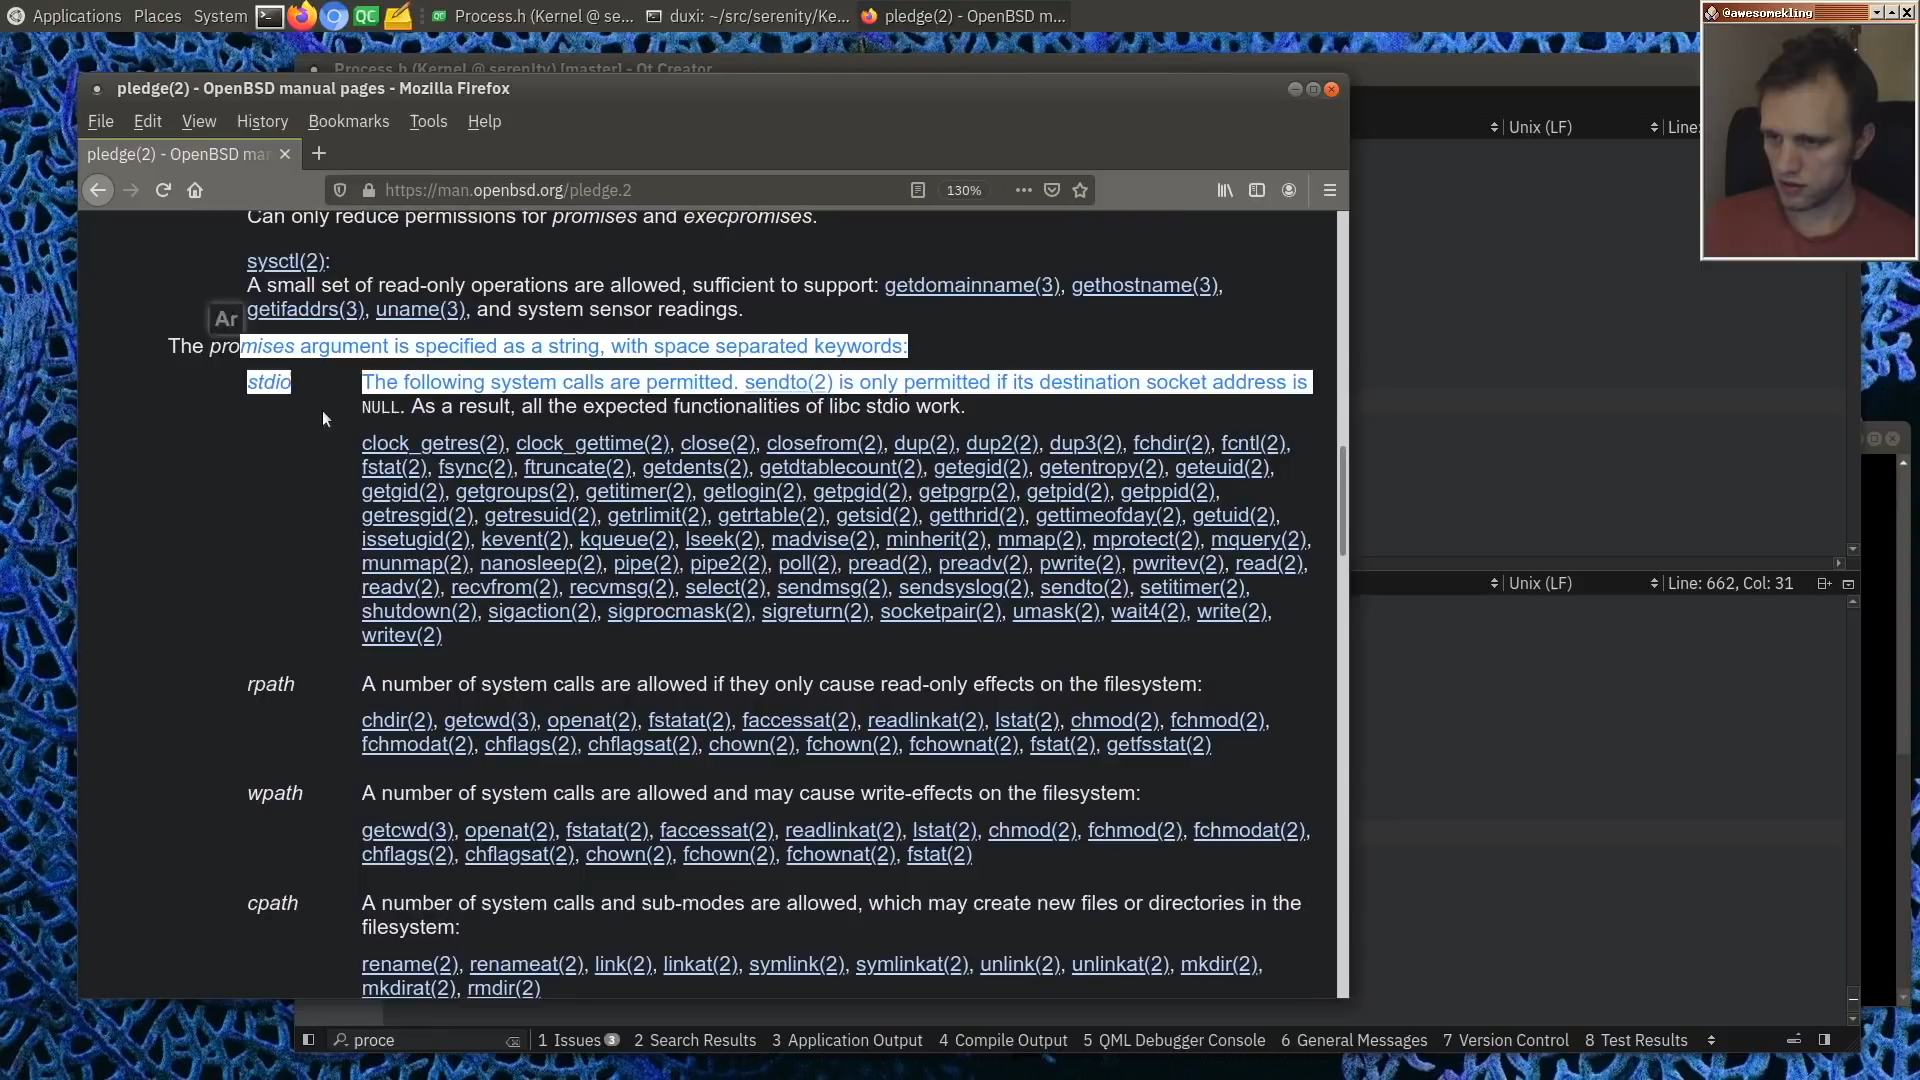 Applications Places System QC QC Process.h (Kernel @ se... duxi: ~/src/serenity/Ke... pledge(2) - OpenBSD m...
@awesomekling
Process.h (Kernel @ serenity) [master] - Qt Creator
pledge(2) - OpenBSD manual pages - Mozilla Firefox
File Edit View History Bookmarks Tools Help
Unix (LF) Line:
pledge(2) - OpenBSD man
https://man.openbsd.org/pledge.2 130%
Can only reduce permissions for promises and execpromises.
sysctl(2):
A small set of read-only operations are allowed, sufficient to support: getdomainname(3), gethostname(3),
getifaddrs(3), uname(3), and system sensor readings.
Ar
The promises argument is specified as a string, with space separated keywords:
stdio The following system calls are permitted. sendto(2) is only permitted if its destination socket address is
NULL. As a result, all the expected functionalities of libc stdio work.
clock_getres(2), clock_gettime(2), close(2), closefrom(2), dup(2), dup2(2), dup3(2), fchdir(2), fcntl(2),
fstat(2), fsync(2), ftruncate(2), getdents(2), getdtablecount(2), getegid(2), getentropy(2), geteuid(2),
getgid(2), getgroups(2), getitimer(2), getlogin(2), getpgid(2), getpgrp(2), getpid(2), getppid(2),
getresgid(2), getresuid(2), getrlimit(2), getrtable(2), getsid(2), getthrid(2), gettimeofday(2), getuid(2),
issetugid(2), kevent(2), kqueue(2), lseek(2), madvise(2), minherit(2), mmap(2), mprotect(2), mquery(2),
munmap(2), nanosleep(2), pipe(2), pipe2(2), poll(2), pread(2), preadv(2), pwrite(2), pwritev(2), read(2),
readv(2), recvfrom(2), recvmsg(2), select(2), sendmsg(2), sendsyslog(2), sendto(2), setitimer(2),
shutdown(2), sigaction(2), sigprocmask(2), sigreturn(2), socketpair(2), umask(2), wait4(2), write(2),
writev(2)
Unix (LF) Line: 662, Col: 31
rpath A number of system calls are allowed if they only cause read-only effects on the filesystem:
chdir(2), getcwd(3), openat(2), fstatat(2), faccessat(2), readlinkat(2), lstat(2), chmod(2), fchmod(2),
fchmodat(2), chflags(2), chflagsat(2), chown(2), fchown(2), fchownat(2), fstat(2), getfsstat(2)
wpath A number of system calls are allowed and may cause write-effects on the filesystem:
getcwd(3), openat(2), fstatat(2), faccessat(2), readlinkat(2), lstat(2), chmod(2), fchmod(2), fchmodat(2),
chflags(2), chflagsat(2), chown(2), fchown(2), fchownat(2), fstat(2)
cpath A number of system calls and sub-modes are allowed, which may create new files or directories in the
filesystem:
rename(2), renameat(2), link(2), linkat(2), symlink(2), symlinkat(2), unlink(2), unlinkat(2), mkdir(2),
mkdirat(2), rmdir(2)
proce 1 Issues 3 2 Search Results 3 Application Output 4 Compile Output 5 QML Debugger Console 6 General Messages 7 Version Control 8 Test Results